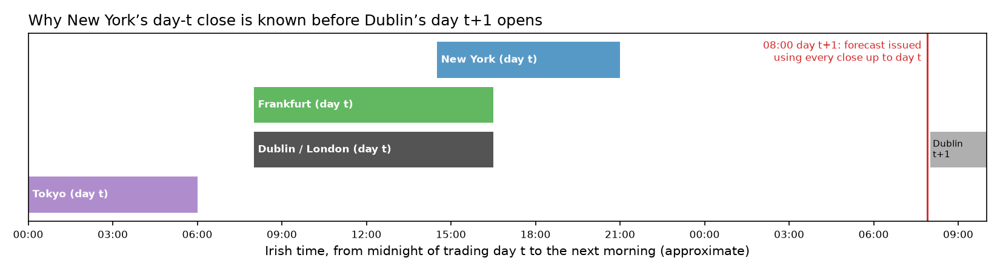 Why New York’s day-t close is known before Dublin’s day t+1 opens
08:00 day t+1: forecast issued
using every close up to day t
New York (day t)
Frankfurt (day t)
Dublin / London (day t)
Dublin
t+1
Tokyo (day t)
00:00 03:00 06:00 09:00 12:00 15:00 18:00 21:00 00:00 03:00 06:00 09:00
Irish time, from midnight of trading day t to the next morning (approximate)